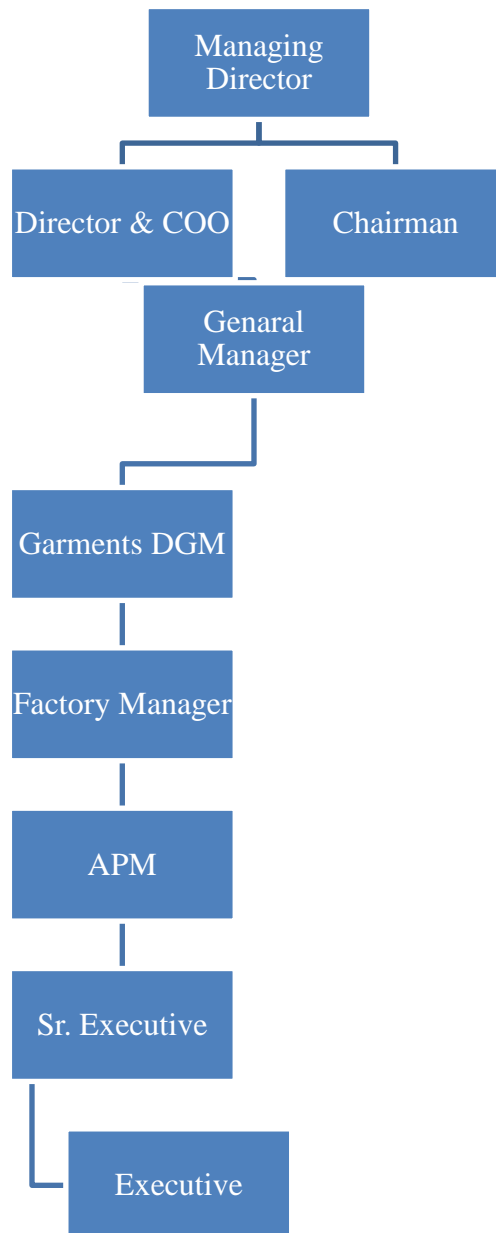 Managing
Director
Director & COO
Chairman
Genaral
Manager
Garments DGM
Factory Manager
APM
Sr. Executive
Executive